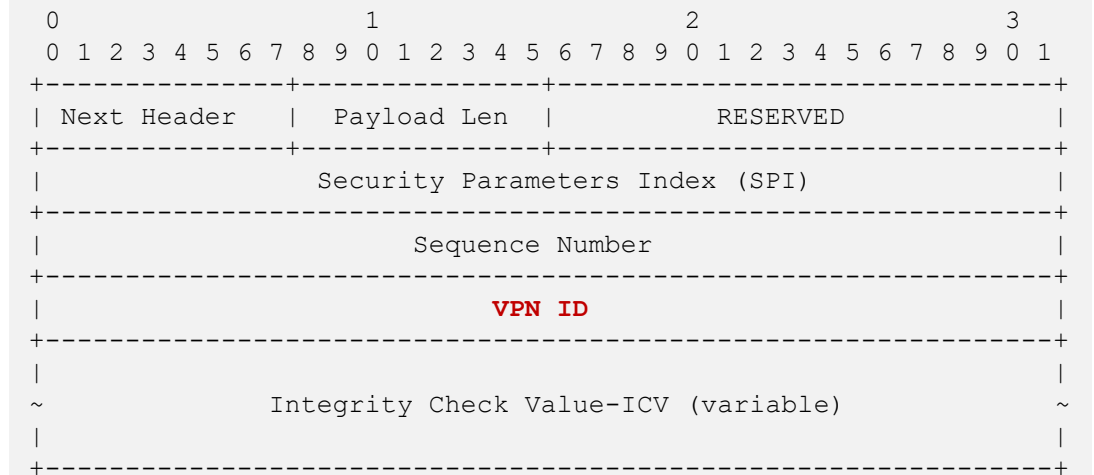 0 1 2 3
0 1 2 3 4 5 6 7 8 9 0 1 2 3 4 5 6 7 8 9 0 1 2 3 4 5 6 7 8 9 0 1
+---------------+---------------+-------------------------------+
| Next Header | Payload Len | RESERVED |
+---------------+---------------+-------------------------------+
| Security Parameters Index (SPI) |
+---------------------------------------------------------------+
| Sequence Number |
+---------------------------------------------------------------+
| VPN ID |
+---------------------------------------------------------------+
| |
~ Integrity Check Value-ICV (variable) ~
| |
+---------------------------------------------------------------+